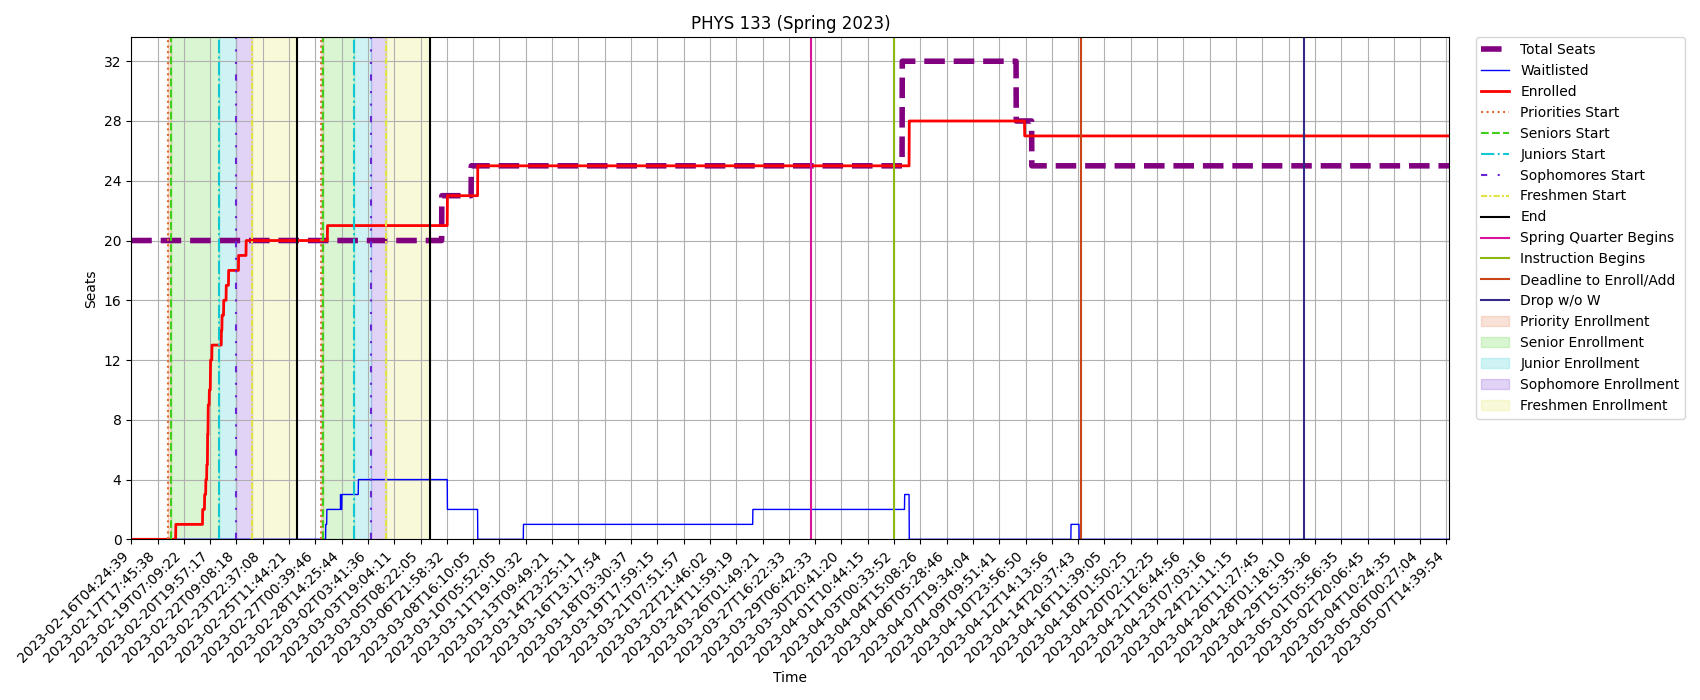 PHYS 133 (Spring 2023)
Seats
32
28
24
20
16
12
8
4
0
2023-02-16T04:24:39
2023-02-17T17:45:38
2023-02-19T07:09:22
2023-02-20T19:57:17
2023-02-22T09:08:18
2023-02-23T22:37:08
2023-02-25T11:44:21
2023-02-27T00:39:46
2023-02-28T14:25:44
2023-03-02T03:41:36
2023-03-03T19:04:11
2023-03-05T08:22:05
2023-03-06T21:58:32
2023-03-08T16:10:05
2023-03-10T05:52:05
2023-03-11T19:10:32
2023-03-13T09:49:21
2023-03-14T23:25:11
2023-03-16T13:17:54
2023-03-18T03:30:37
2023-03-19T17:59:15
2023-03-21T07:51:57
2023-03-22T21:46:02
2023-03-24T11:59:19
2023-03-26T01:49:21
2023-03-27T16:22:33
2023-03-29T06:42:33
2023-03-30T20:41:20
2023-04-01T10:44:15
2023-04-03T00:33:52
2023-04-04T15:08:26
2023-04-06T05:28:46
2023-04-07T19:34:04
2023-04-09T09:51:41
2023-04-10T23:56:50
2023-04-12T14:13:56
2023-04-14T20:37:43
2023-04-16T11:39:05
2023-04-18T01:50:25
2023-04-20T02:12:25
2023-04-21T16:44:56
2023-04-23T07:03:16
2023-04-24T21:11:15
2023-04-26T11:27:45
2023-04-28T01:18:10
2023-04-29T15:35:36
2023-05-01T05:56:35
2023-05-02T20:06:45
2023-05-04T10:24:35
2023-05-06T00:27:04
2023-05-07T14:39:54
Time
Total Seats
Waitlisted
Enrolled
Priorities Start
Seniors Start
Juniors Start
Sophomores Start
Freshmen Start
End
Spring Quarter Begins
Instruction Begins
Deadline to Enroll/Add
Drop w/o W
Priority Enrollment
Senior Enrollment
Junior Enrollment
Sophomore Enrollment
Freshmen Enrollment